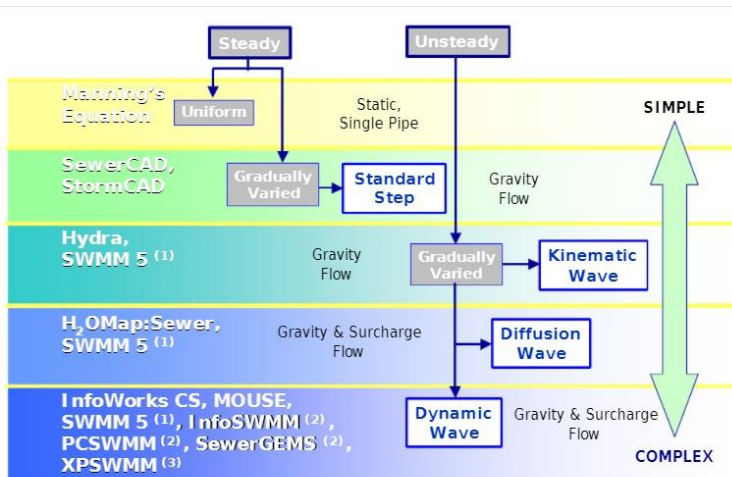 Steady
Unsteady
Manning's
Equation
Uniform
Static,
Single Pipe
SIMPLE
SewerCAD,
StormCAD
Gradually
Varied
Standard
Step
Gravity
Flow
Hydra,
SWMM 5 (1)
Gravity
Flow
Gradually
Varied
Kinematic
Wave
H2OMap:Sewer,
SWMM 5 (1)
Gravity & Surcharge
Flow
Diffusion
Wave
InfoWorks CS, MOUSE,
SWMM 5 (1), InfoSWMM (2),
PCSWMM (2), SewerGEMS (2),
XPSWMM (3)
Dynamic
Wave
Gravity & Surcharge
Flow
COMPLEX